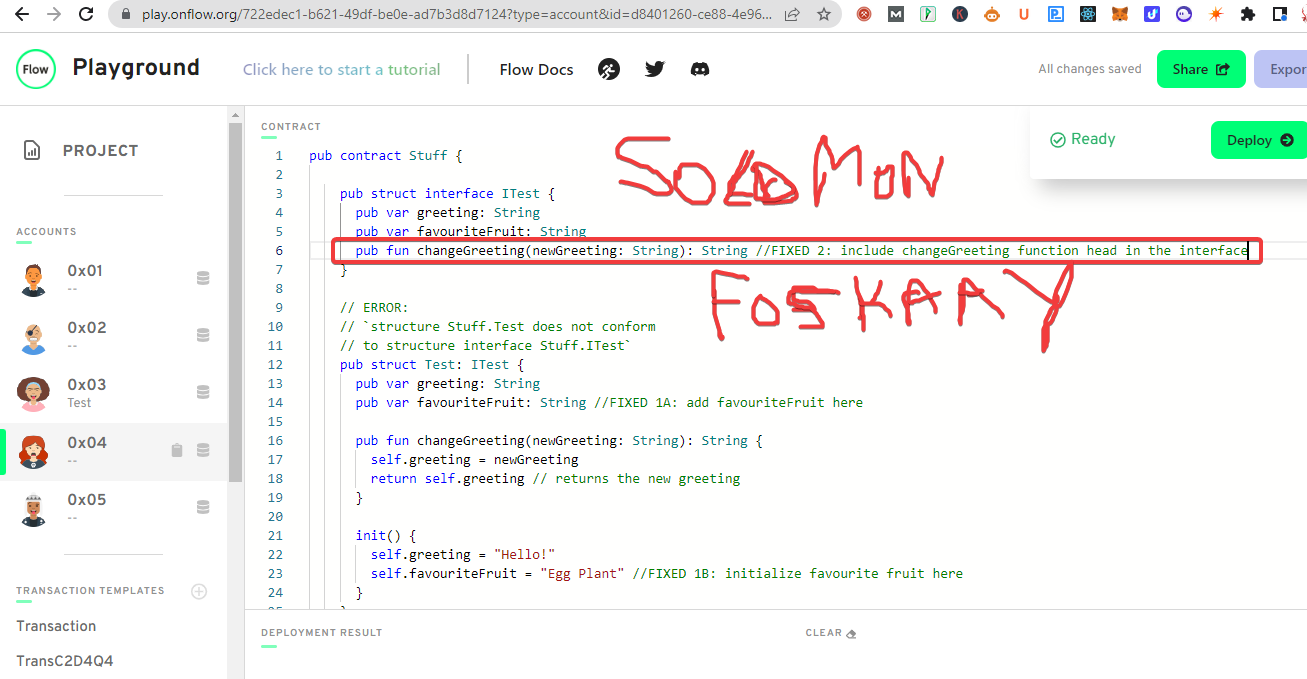 play.onflow.org/722edec1-b621-49df-be0e-ad7b3d8d7124?type=account&id=d8401260-ce88-4e96...
Flow Playground Click here to start a tutorial Flow Docs All changes saved Share Expor
PROJECT
ACCOUNTS
0x01
--
0x02
--
0x03
Test
0x04
--
0x05
--
TRANSACTION TEMPLATES
Transaction
TransC2D4Q4
CONTRACT
Ready Deploy
1 pub contract Stuff {
2
3 pub struct interface ITest {
4 pub var greeting: String
5 pub var favouriteFruit: String
6 pub fun changeGreeting(newGreeting: String): String //FIXED 2: include changeGreeting function head in the interface
7 }
8
9 // ERROR:
10 // `structure Stuff.Test does not conform
11 // to structure interface Stuff.ITest`
12 pub struct Test: ITest {
13 pub var greeting: String
14 pub var favouriteFruit: String //FIXED 1A: add favouriteFruit here
15
16 pub fun changeGreeting(newGreeting: String): String {
17 self.greeting = newGreeting
18 return self.greeting // returns the new greeting
19 }
20
21 init() {
22 self.greeting = "Hello!"
23 self.favouriteFruit = "Egg Plant" //FIXED 1B: initialize favourite fruit here
24 }
SOLOMON
FOSKAAY
DEPLOYMENT RESULT CLEAR